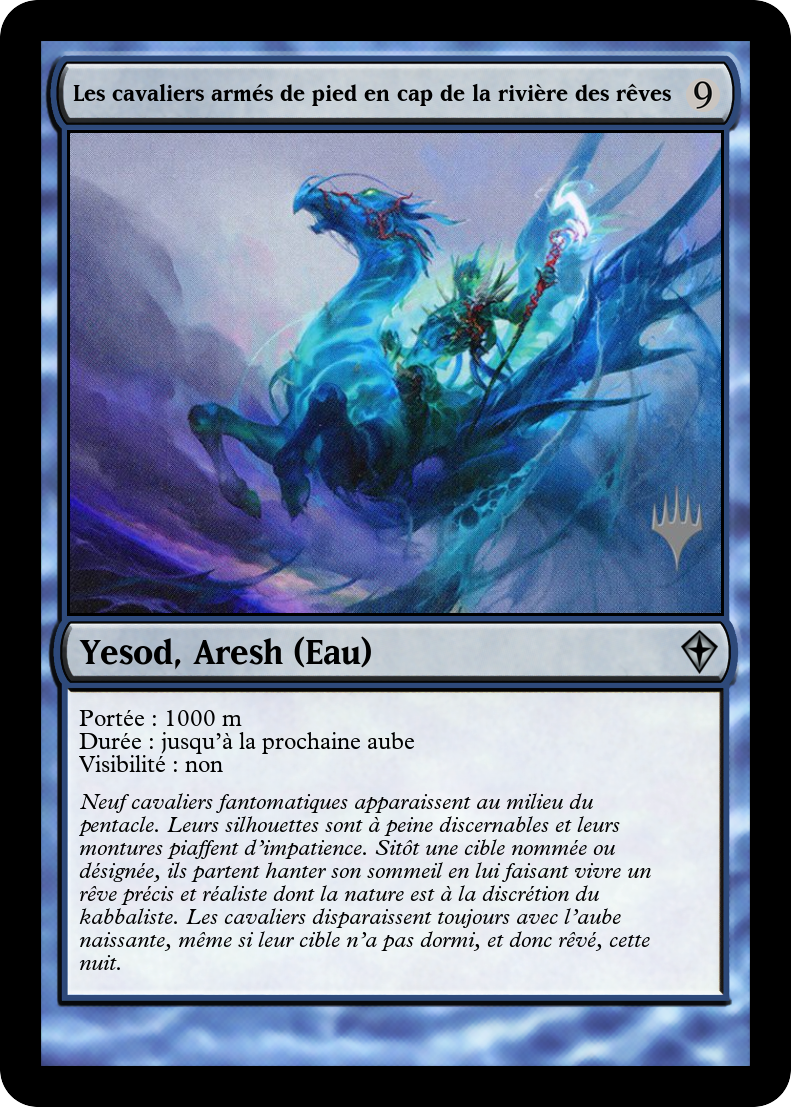 Les cavaliers armés de pied en cap de la rivière des rêves 9
Yesod, Aresh (Eau)
Portée : 1000 m
Durée : jusqu'à la prochaine aube
Visibilité : non
Neuf cavaliers fantomatiques apparaissent au milieu du
pentacle. Leurs silhouettes sont à peine discernables et leurs
montures piaffent d'impatience. Sitôt une cible nommée ou
désignée, ils partent hanter son sommeil en lui faisant vivre un
rêve précis et réaliste dont la nature est à la discrétion du
kabbaliste. Les cavaliers disparaissent toujours avec l'aube
naissante, même si leur cible n'a pas dormi, et donc rêvé, cette
nuit.